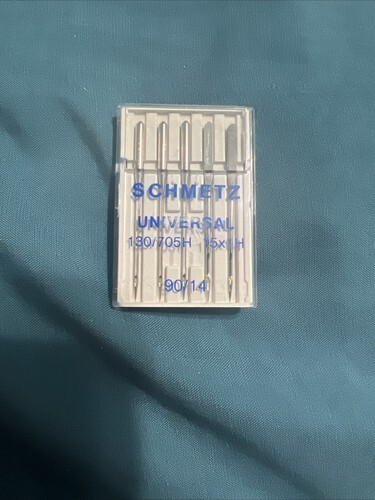 SCHMETZ
UNIVERSAL
130/705H 15x1H
90/14